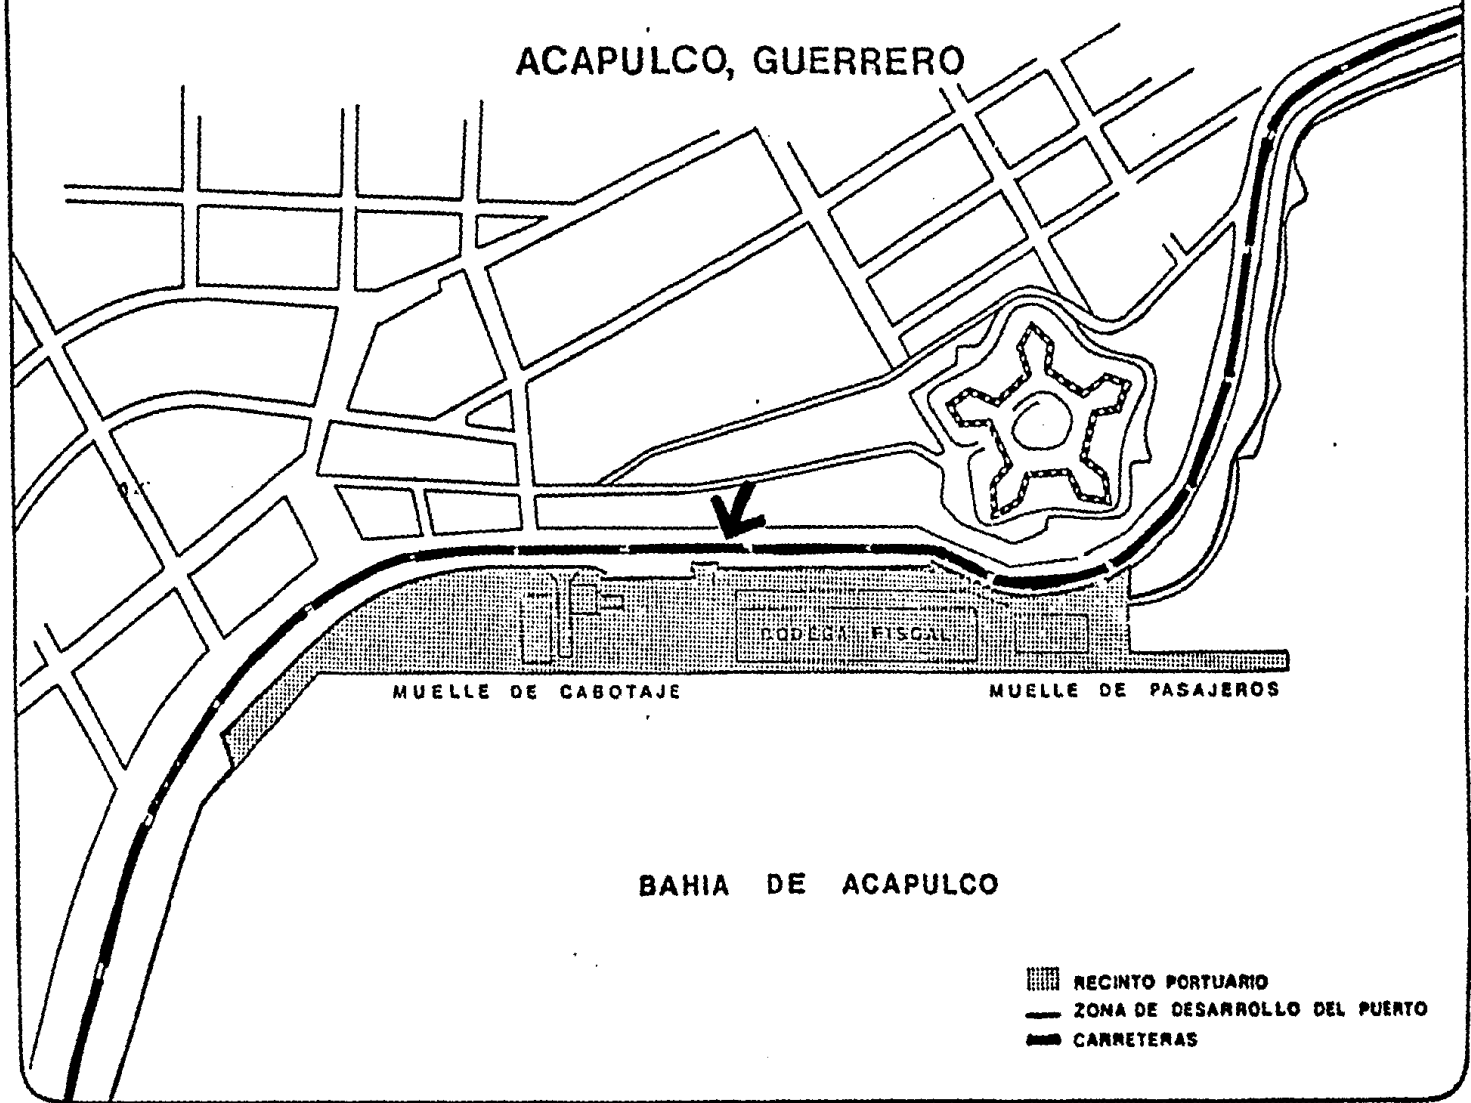 ACAPULCO, GUERRERO
BODEGA FISCAL
MUELLE DE CABOTAJE
MUELLE DE PASAJEROS
BAHIA DE ACAPULCO
RECINTO PORTUARIO
ZONA DE DESARROLLO DEL PUERTO
CARRETERAS